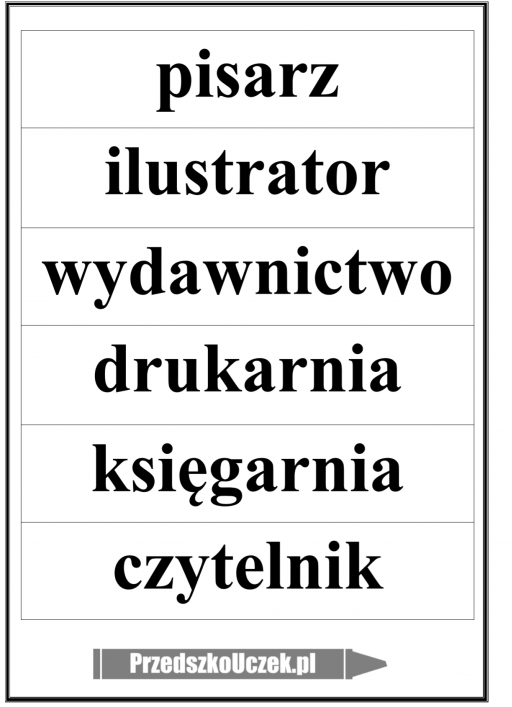 pisarz
ilustrator
wydawnictwo
drukarnia
księgarnia
czytelnik
PrzedszkoUczek.pl